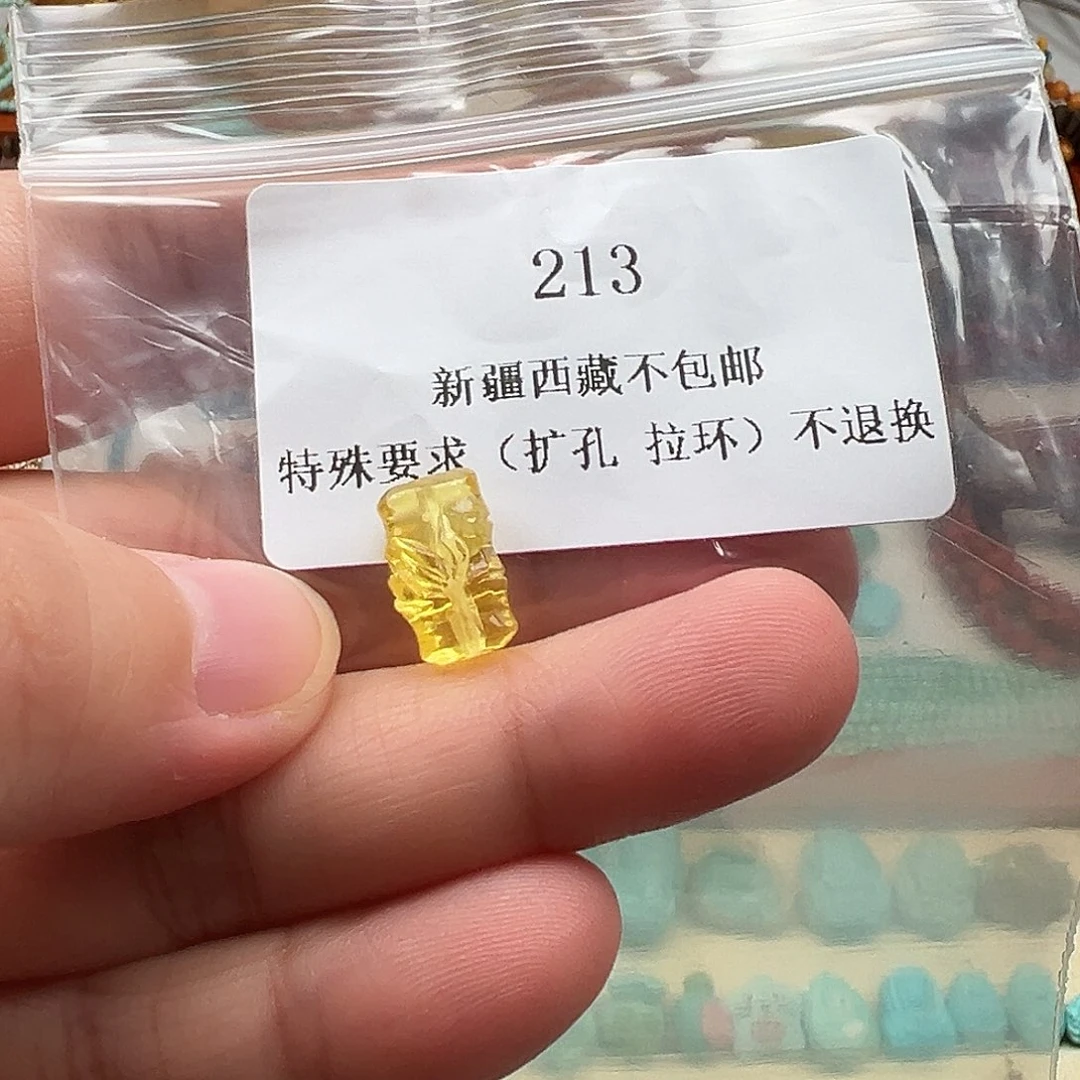 213
新疆西藏不包邮
特殊要求（扩孔 拉环）不退换